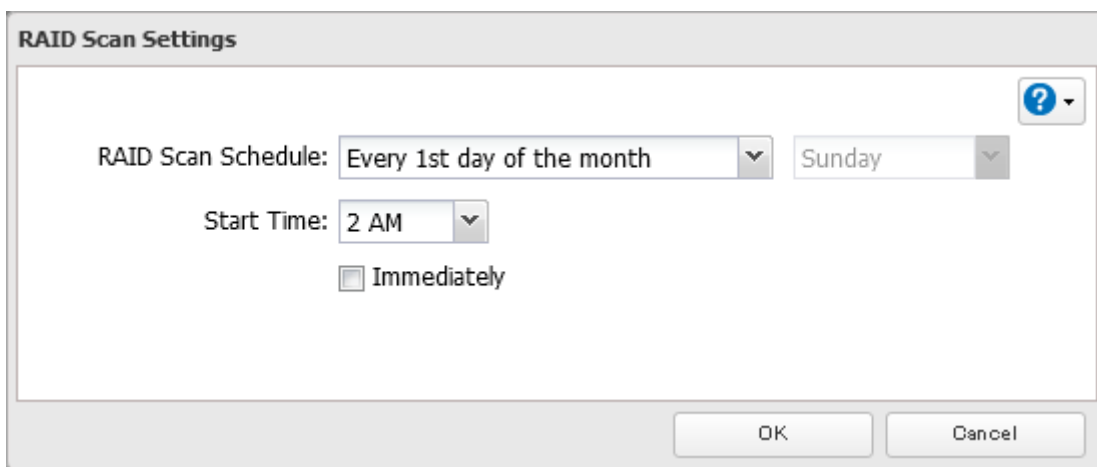 RAID Scan Settings
?
RAID Scan Schedule: Every 1st day of the month Sunday
Start Time: 2 AM
Immediately
OK Cancel